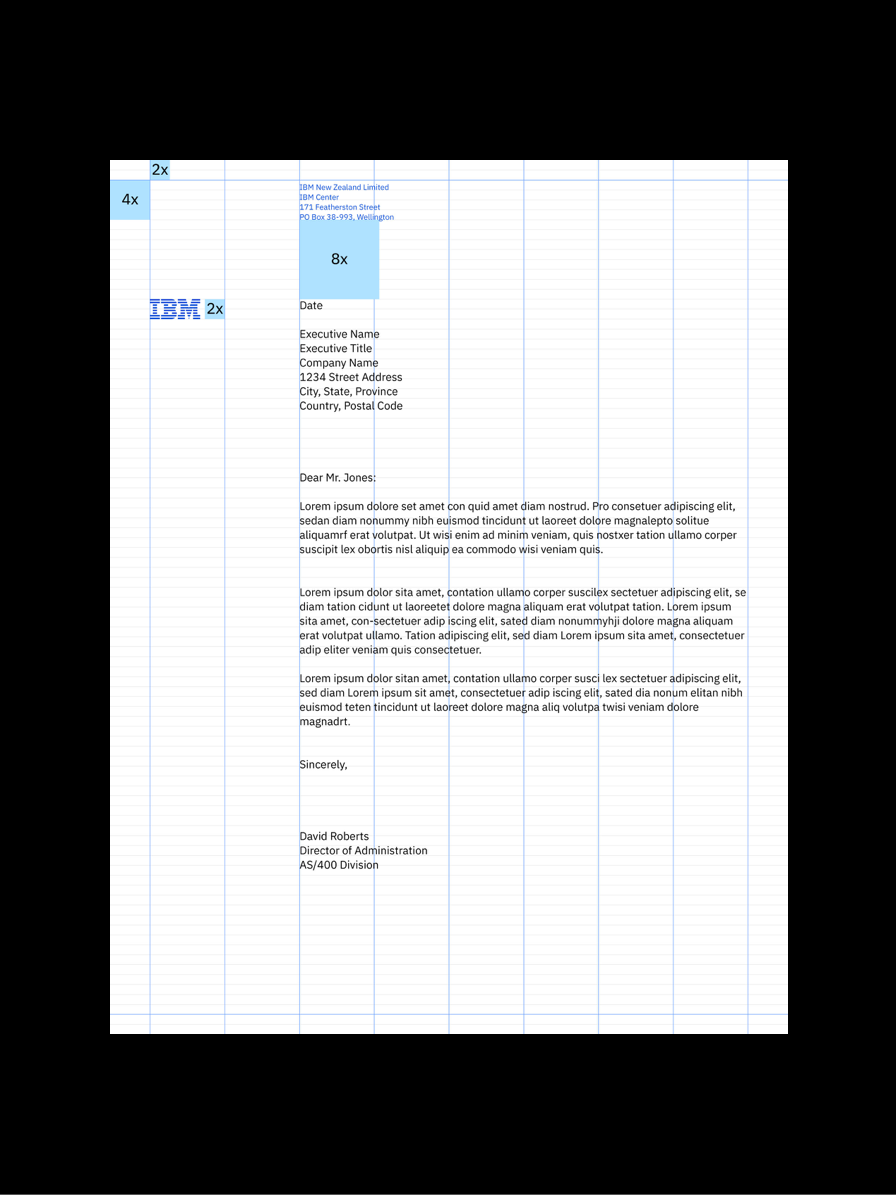 2x
4x
IBM New Zealand Limited
IBM Center
171 Featherston Street
PO Box 38-993, Wellington
8x
IBM 2x
Date
Executive Name
Executive Title
Company Name
1234 Street Address
City, State, Province
Country, Postal Code
Dear Mr. Jones:
Lorem ipsum dolore set amet con quid amet diam nostrud. Pro consetuer adipiscing elit,
sedan diam nonummy nibh euismod tincidunt ut laoreet dolore magnalepto solitue
aliquamrf erat volutpat. Ut wisi enim ad minim veniam, quis nostxer tation ullamo corper
suscipit lex obortis nisl aliquip ea commodo wisi veniam quis.
Lorem ipsum dolor sita amet, contation ullamo corper suscilex sectetuer adipiscing elit, se
diam tation cidunt ut laoreetet dolore magna aliquam erat volutpat tation. Lorem ipsum
sita amet, con-sectetuer adip iscing elit, sated diam nonummyhji dolore magna aliquam
erat volutpat ullamo. Tation adipiscing elit, sed diam Lorem ipsum sita amet, consectetuer
adip eliter veniam quis consectetuer.
Lorem ipsum dolor sitan amet, contation ullamo corper susci lex sectetuer adipiscing elit,
sed diam Lorem ipsum sit amet, consectetuer adip iscing elit, sated dia nonum elitan nibh
euismod teten tincidunt ut laoreet dolore magna aliq volutpa twisi veniam dolore
magnadrt.
Sincerely,
David Roberts
Director of Administration
AS/400 Division